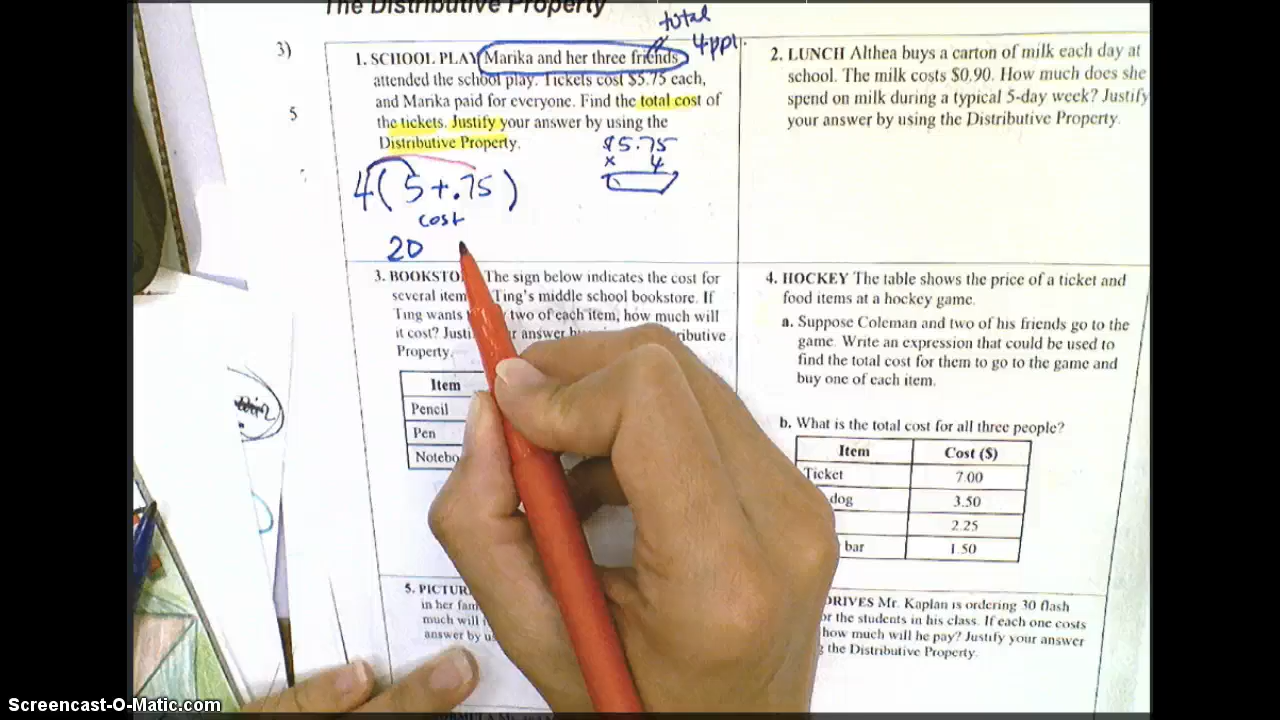 The Distributive Property
total
4 ppl.
3)
5
1. SCHOOL PLAY Marika and her three friends
attended the school play. Tickets cost $5.75 each,
and Marika paid for everyone. Find the total cost of
the tickets. Justify your answer by using the
Distributive Property.
$5.75
x 4
4(5+.75)
cost
20
2. LUNCH Althea buys a carton of milk each day at
school. The milk costs $0.90. How much does she
spend on milk during a typical 5-day week? Justify
your answer by using the Distributive Property.
3. BOOKSTO The sign below indicates the cost for
several item Ting's middle school bookstore. If
Ting wants two of each item, how much will
it cost? Justi r answer by ributive
Property.
Item
Pencil
Pen
Notebo
4. HOCKEY The table shows the price of a ticket and
food items at a hockey game.
a. Suppose Coleman and two of his friends go to the
game. Write an expression that could be used to
find the total cost for them to go to the game and
buy one of each item.
b. What is the total cost for all three people?
Item Cost ($)
Ticket 7.00
dog 3.50
2.25
bar 1.50
5. PICTUR
in her fam
much will
answer by us
DRIVES Mr. Kaplan is ordering 30 flash
or the students in his class. If each one costs
how much will he pay? Justify your answer
g the Distributive Property.
Screencast-O-Matic.com